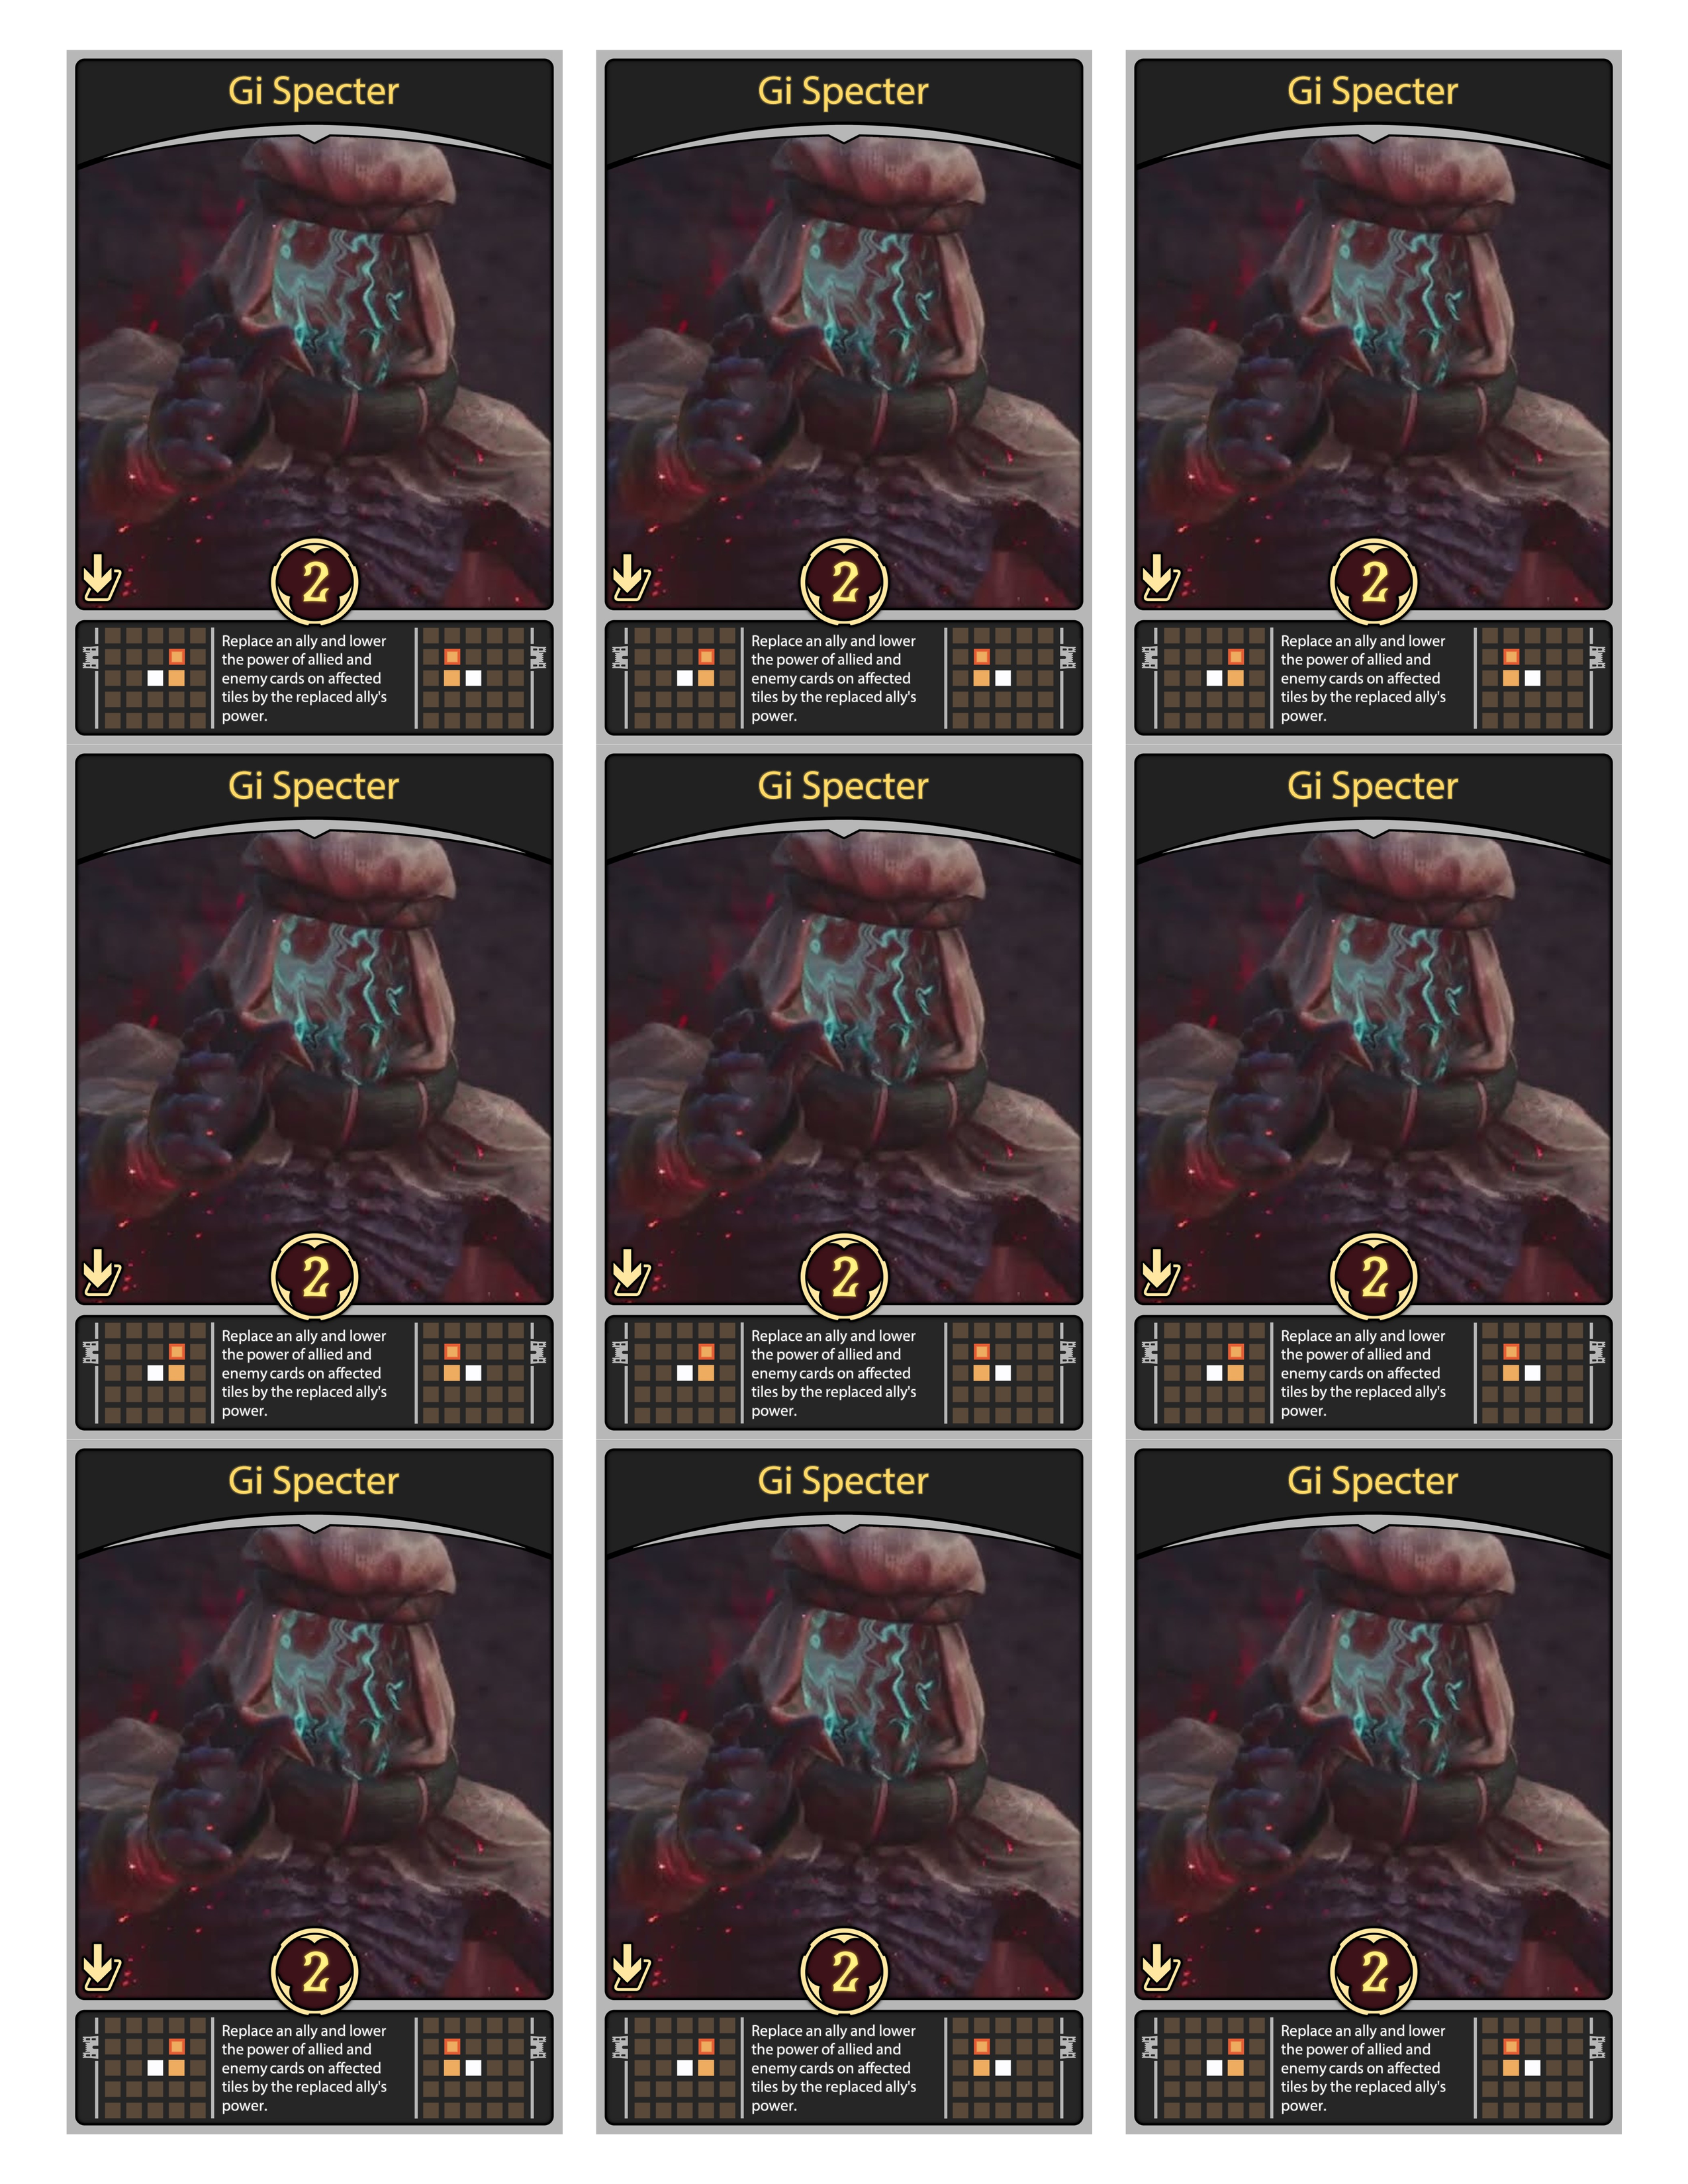 Gi Specter
2
Replace an ally and lower
the power of allied and
enemy cards on affected
tiles by the replaced ally's
power.
Gi Specter
2
Replace an ally and lower
the power of allied and
enemy cards on affected
tiles by the replaced ally's
power.
Gi Specter
2
Replace an ally and lower
the power of allied and
enemy cards on affected
tiles by the replaced ally's
power.
Gi Specter
2
Replace an ally and lower
the power of allied and
enemy cards on affected
tiles by the replaced ally's
power.
Gi Specter
2
Replace an ally and lower
the power of allied and
enemy cards on affected
tiles by the replaced ally's
power.
Gi Specter
2
Replace an ally and lower
the power of allied and
enemy cards on affected
tiles by the replaced ally's
power.
Gi Specter
2
Replace an ally and lower
the power of allied and
enemy cards on affected
tiles by the replaced ally's
power.
Gi Specter
2
Replace an ally and lower
the power of allied and
enemy cards on affected
tiles by the replaced ally's
power.
Gi Specter
2
Replace an ally and lower
the power of allied and
enemy cards on affected
tiles by the replaced ally's
power.